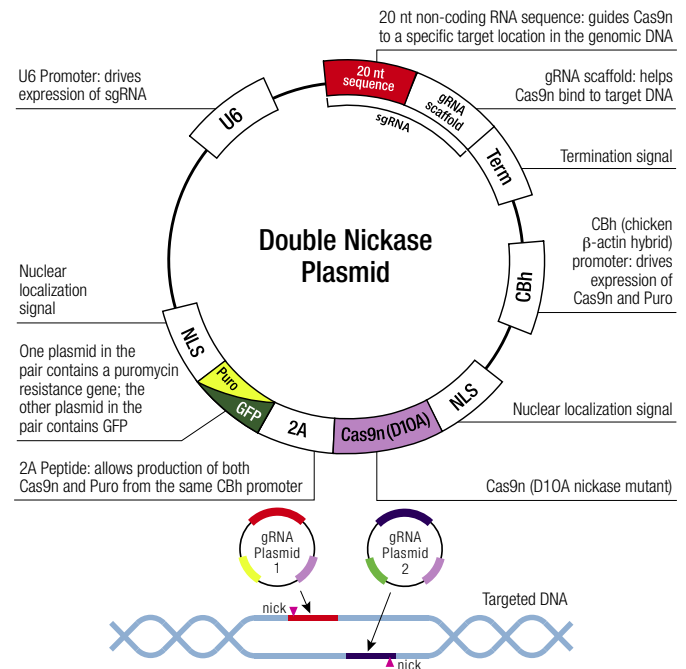 20 nt non-coding RNA sequence: guides Cas9n
to a specific target location in the genomic DNA
U6 Promoter: drives
expression of sgRNA
gRNA scaffold: helps
Cas9n bind to target DNA
20 nt
sequence
gRNA
scaffold
sgRNA
U6
Term
Termination signal
Double Nickase
Plasmid
CBh (chicken
β-actin hybrid)
promoter: drives
expression of
Cas9n and Puro
CBh
Nuclear
localization
signal
NLS
One plasmid in the
pair contains a puromycin
resistance gene; the
other plasmid in the
pair contains GFP
Puro
GFP
2A
Cas9n (D10A)
NLS
Nuclear localization signal
2A Peptide: allows production of both
Cas9n and Puro from the same CBh promoter
Cas9n (D10A nickase mutant)
gRNA
Plasmid
1
gRNA
Plasmid
2
nick
Targeted DNA
nick